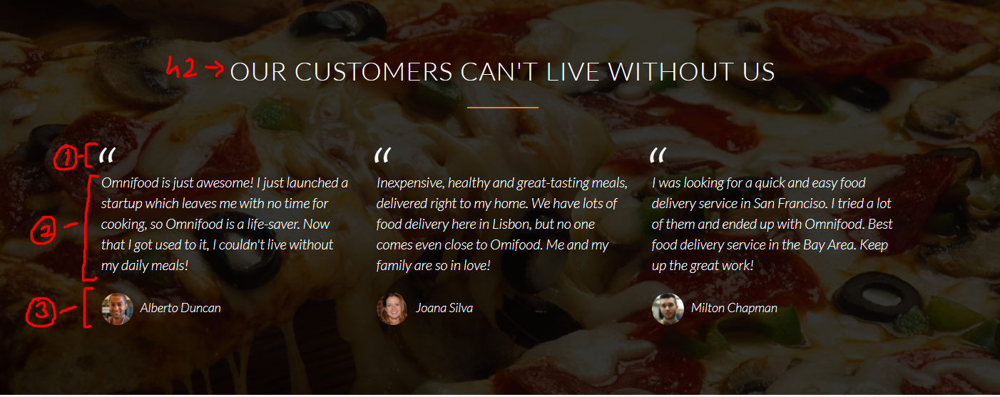 h2 → OUR CUSTOMERS CAN'T LIVE WITHOUT US
1
“
Omnifood is just awesome! I just launched a
startup which leaves me with no time for
cooking, so Omnifood is a life-saver. Now
that I got used to it, I couldn't live without
my daily meals!
2
Alberto Duncan
3
“
Inexpensive, healthy and great-tasting meals,
delivered right to my home. We have lots of
food delivery here in Lisbon, but no one
comes even close to Omifood. Me and my
family are so in love!
Joana Silva
“
I was looking for a quick and easy food
delivery service in San Franciso. I tried a lot
of them and ended up with Omnifood. Best
food delivery service in the Bay Area. Keep
up the great work!
Milton Chapman